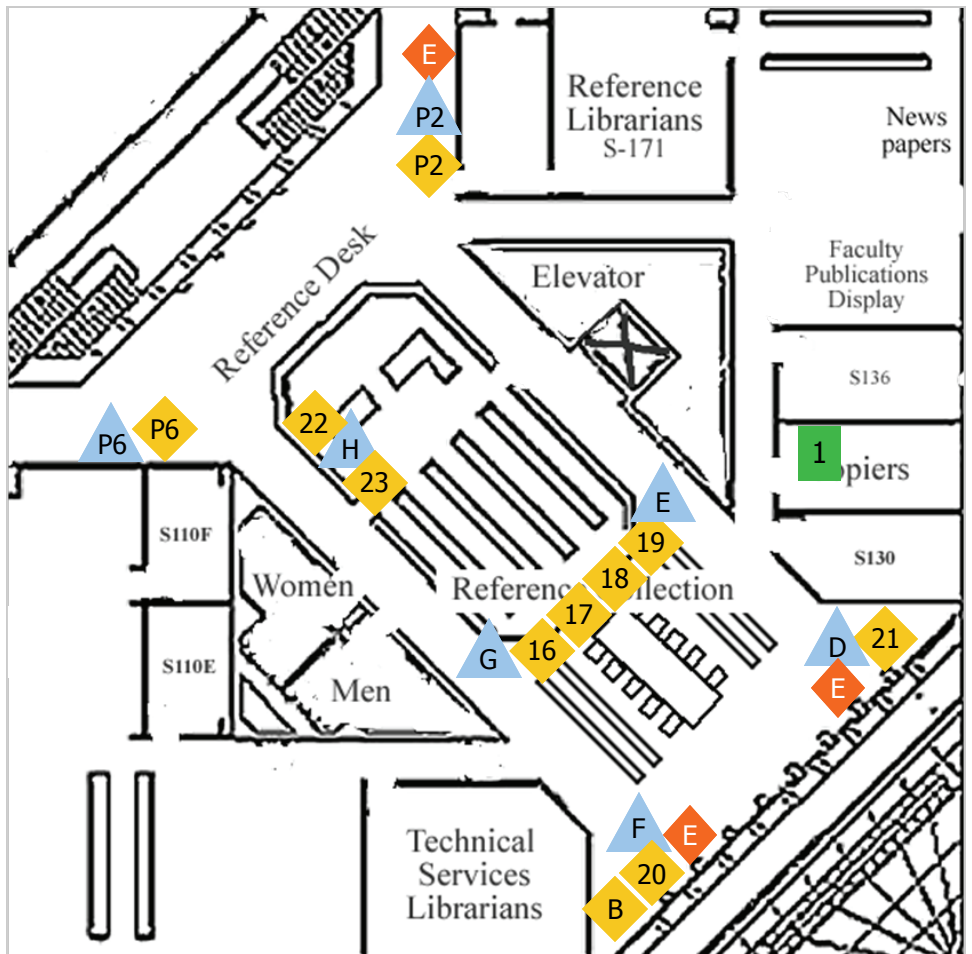 E
P2
P2
Reference
Librarians
S-171
News
papers
Reference Desk
Elevator
Faculty
Publications
Display
S136
P6
P6
22
H
23
1
opiers
E
19
18
17
16
G
Reference
llection
S110F
Women
S130
S110E
Men
D
21
E
F
E
20
B
Technical
Services
Librarians